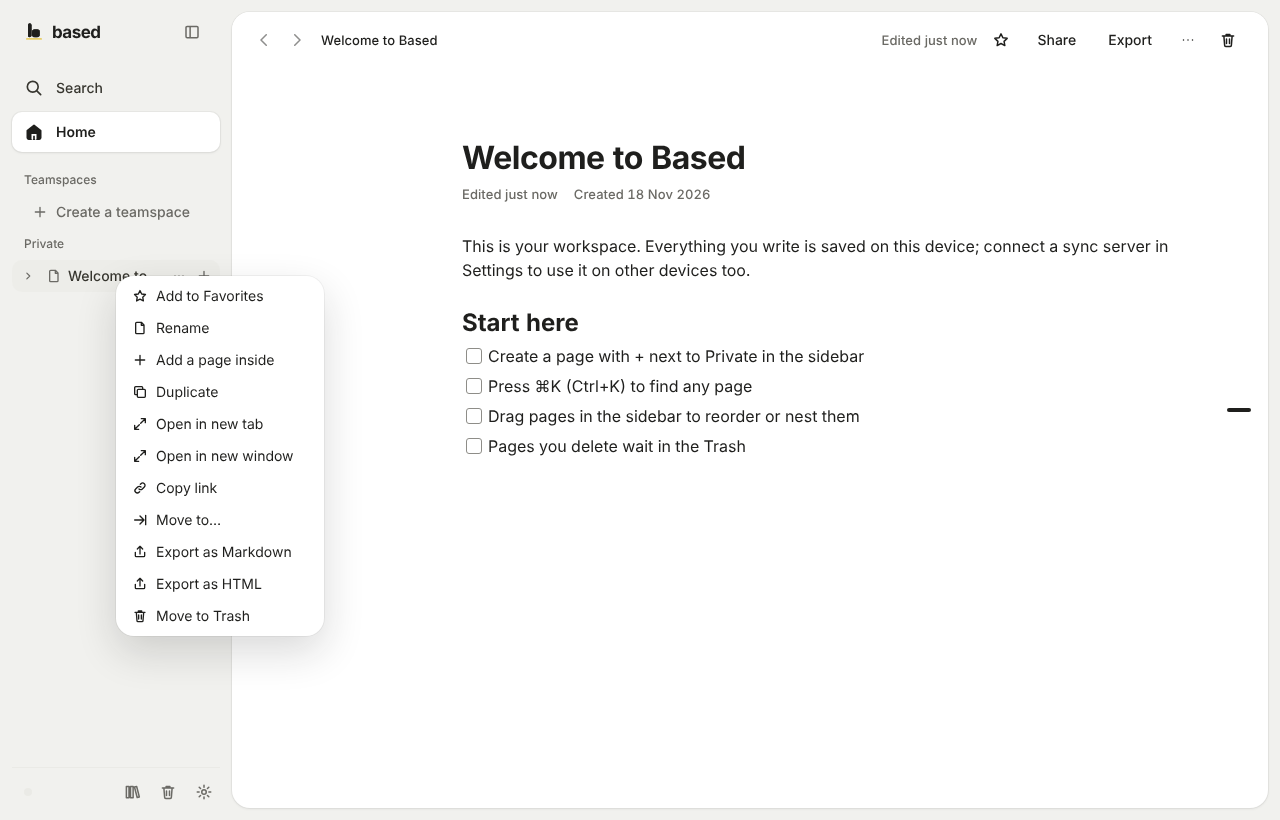 based
Search
Home
Teamspaces
Create a teamspace
Private
Welcome to
Add to Favorites
Rename
Add a page inside
Duplicate
Open in new tab
Open in new window
Copy link
Move to...
Export as Markdown
Export as HTML
Move to Trash
Welcome to Based
Edited just now
Share
Export
Welcome to Based
Edited just now Created 18 Nov 2026
This is your workspace. Everything you write is saved on this device; connect a sync server in
Settings to use it on other devices too.
Start here
Create a page with + next to Private in the sidebar
Press ⌘K (Ctrl+K) to find any page
Drag pages in the sidebar to reorder or nest them
Pages you delete wait in the Trash